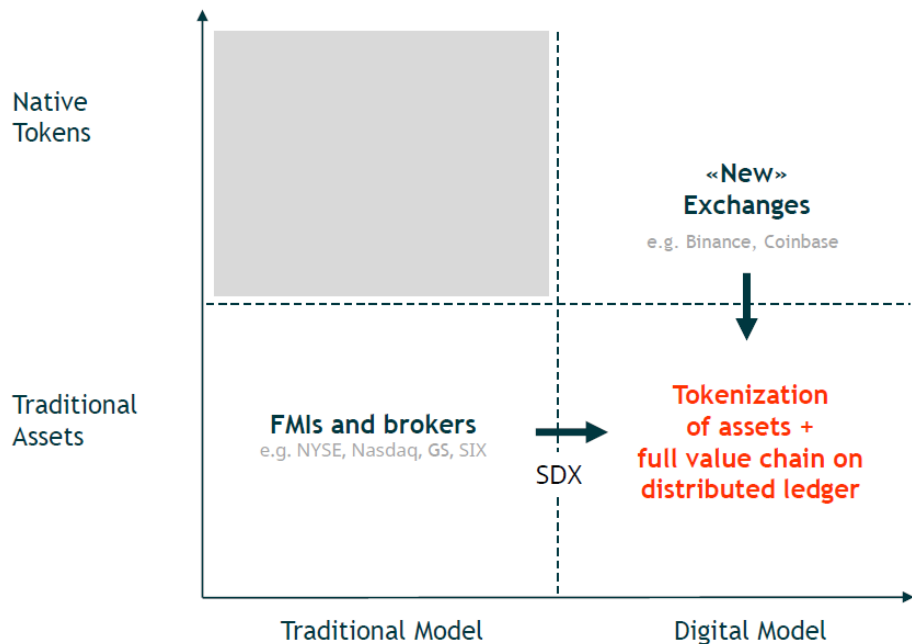 Native
Tokens
«New»
Exchanges
e.g. Binance, Coinbase
Traditional
Assets
FMIs and brokers
e.g. NYSE, Nasdaq, GS, SIX
SDX
Tokenization
of assets +
full value chain on
distributed ledger
Traditional Model
Digital Model